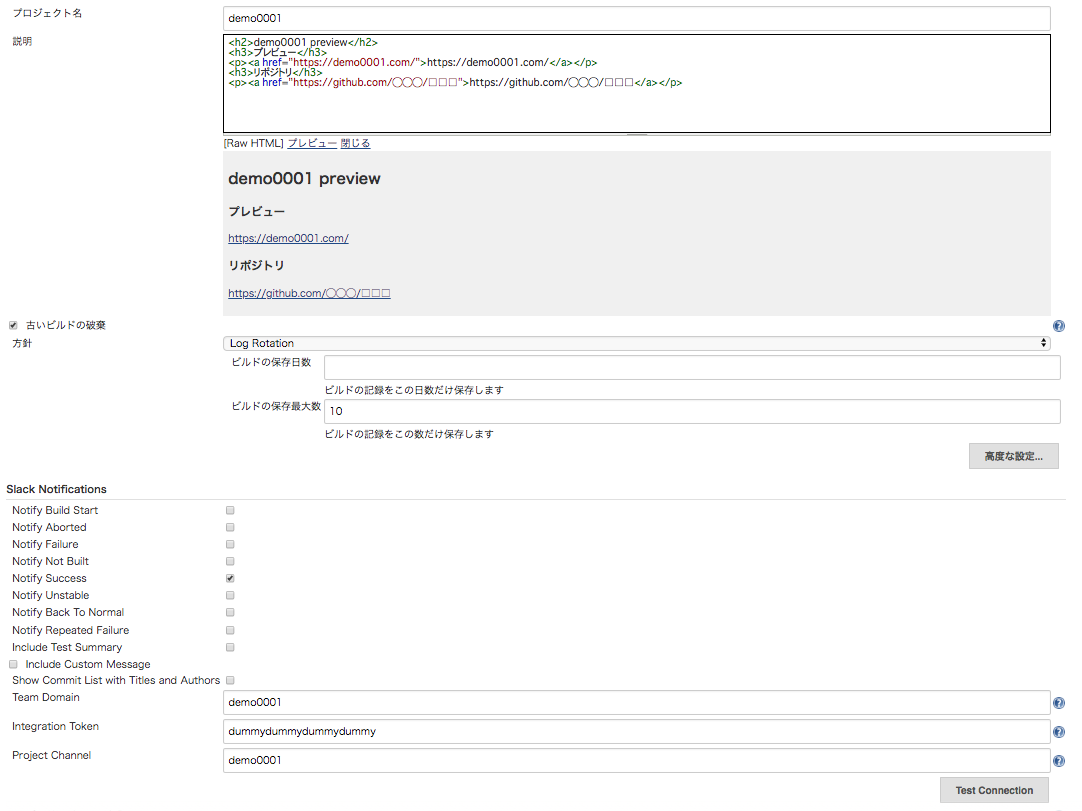 プロジェクト名
demo0001
説明
<h2>demo0001 preview</h2>
<h3>プレビュー</h3>
<p><a href="https://demo0001.com/">https://demo0001.com/</a></p>
<h3>リポジトリ</h3>
<p><a href="https://github.com/◯◯◯/□□□">https://github.com/◯◯◯/□□□</a></p>
[Raw HTML] プレビュー 閉じる
demo0001 preview
プレビュー
https://demo0001.com/
リポジトリ
https://github.com/◯◯◯/□□□
古いビルドの破棄
方針
Log Rotation
ビルドの保存日数
ビルドの記録をこの日数だけ保存します
ビルドの保存最大数
10
ビルドの記録をこの数だけ保存します
高度な設定...
Slack Notifications
Notify Build Start
Notify Aborted
Notify Failure
Notify Not Built
Notify Success
Notify Unstable
Notify Back To Normal
Notify Repeated Failure
Include Test Summary
Include Custom Message
Show Commit List with Titles and Authors
Team Domain
demo0001
Integration Token
dummydummydummydummy
Project Channel
demo0001
Test Connection